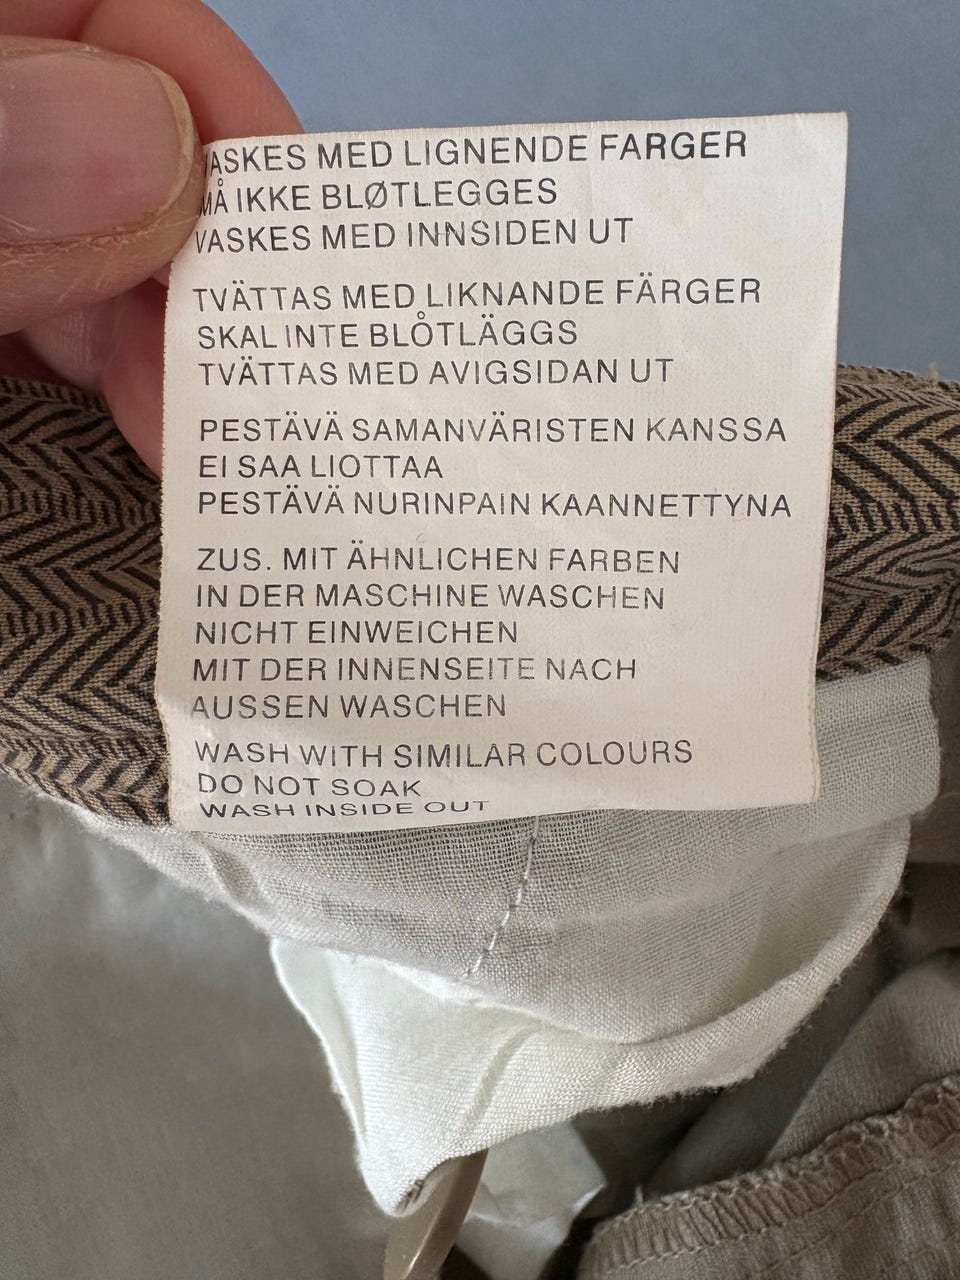 VASKES MED LIGNENDE FARGER
MÅ IKKE BLØTLEGGES
VASKES MED INNSIDEN UT
TVÄTTAS MED LIKNANDE FÄRGER
SKAL INTE BLÖTLÄGGS
TVÄTTAS MED AVIGSIDAN UT
PESTÄVÄ SAMANVÄRISTEN KANSSA
EI SAA LIOTTAA
PESTÄVÄ NURINPAIN KAANNETTYNA
ZUS. MIT ÄHNLICHEN FARBEN
IN DER MASCHINE WASCHEN
NICHT EINWEICHEN
MIT DER INNENSEITE NACH
AUSSEN WASCHEN
WASH WITH SIMILAR COLOURS
DO NOT SOAK
WASH INSIDE OUT